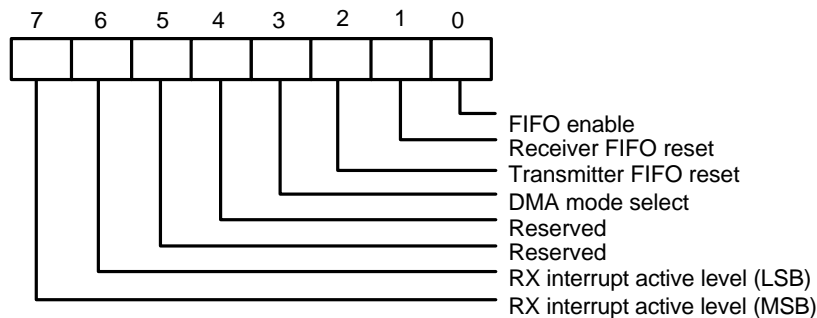 7 6 5 4 3 2 1 0
FIFO enable
Receiver FIFO reset
Transmitter FIFO reset
DMA mode select
Reserved
Reserved
RX interrupt active level (LSB)
RX interrupt active level (MSB)